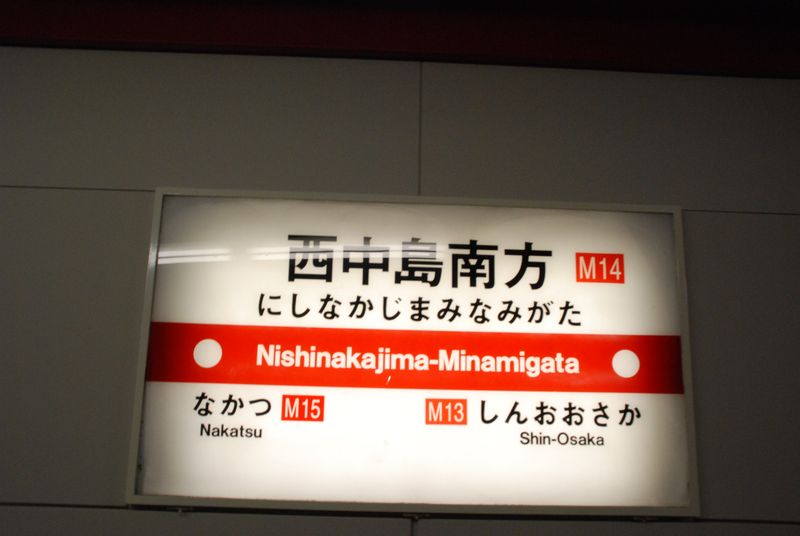 西中島南方 M14
にしなかじまみなみがた
Nishinakajima-Minamigata
なかつ M15 M13 しんおおさか
Nakatsu Shin-Osaka